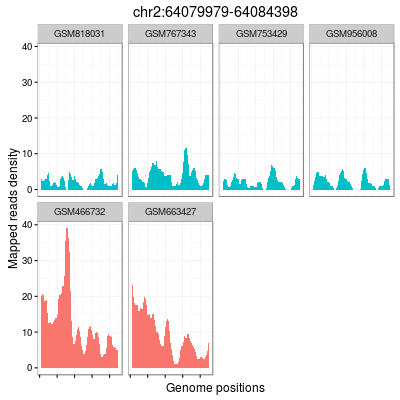 chr2:64079979-64084398
GSM818031 GSM767343 GSM753429 GSM956008
40
30
20
10
0
Mapped reads density
GSM466732 GSM663427
40
30
20
10
0
Genome positions